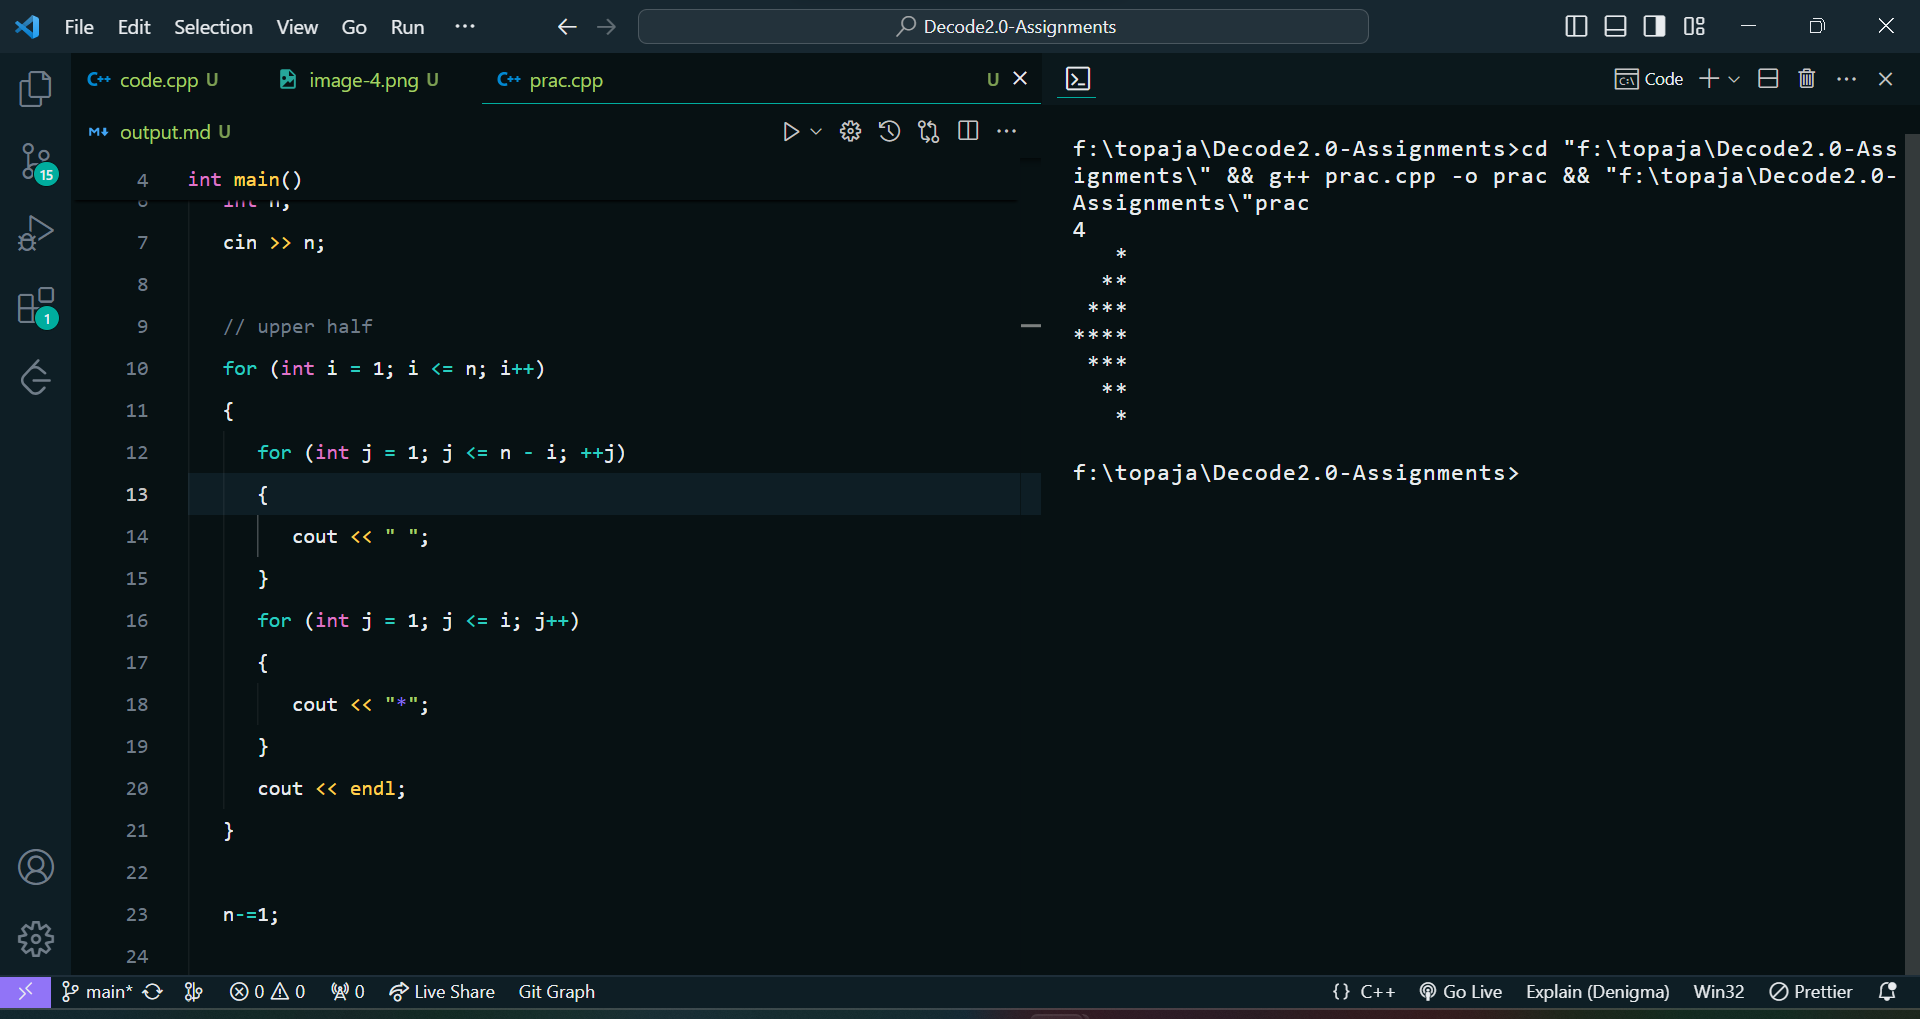 File Edit Selection View Go Run ··· Decode2.0-Assignments
code.cpp U image-4.png U prac.cpp U
output.md U
4 int main()
6 int n;
7 cin >> n;
8
9 // upper half
10 for (int i = 1; i <= n; i++)
11 {
12 for (int j = 1; j <= n - i; ++j)
13 {
14 cout << " ";
15 }
16 for (int j = 1; j <= i; j++)
17 {
18 cout << "*";
19 }
20 cout << endl;
21 }
22
23 n-=1;
24
15
1
Code
f:\topaja\Decode2.0-Assignments>cd "f:\topaja\Decode2.0-Ass
ignments\" && g++ prac.cpp -o prac && "f:\topaja\Decode2.0-
Assignments\"prac
4
   *
  **
 ***
****
 ***
  **
   *
f:\topaja\Decode2.0-Assignments>
main* 0 0 0 Live Share Git Graph {} C++ Go Live Explain (Denigma) Win32 Prettier